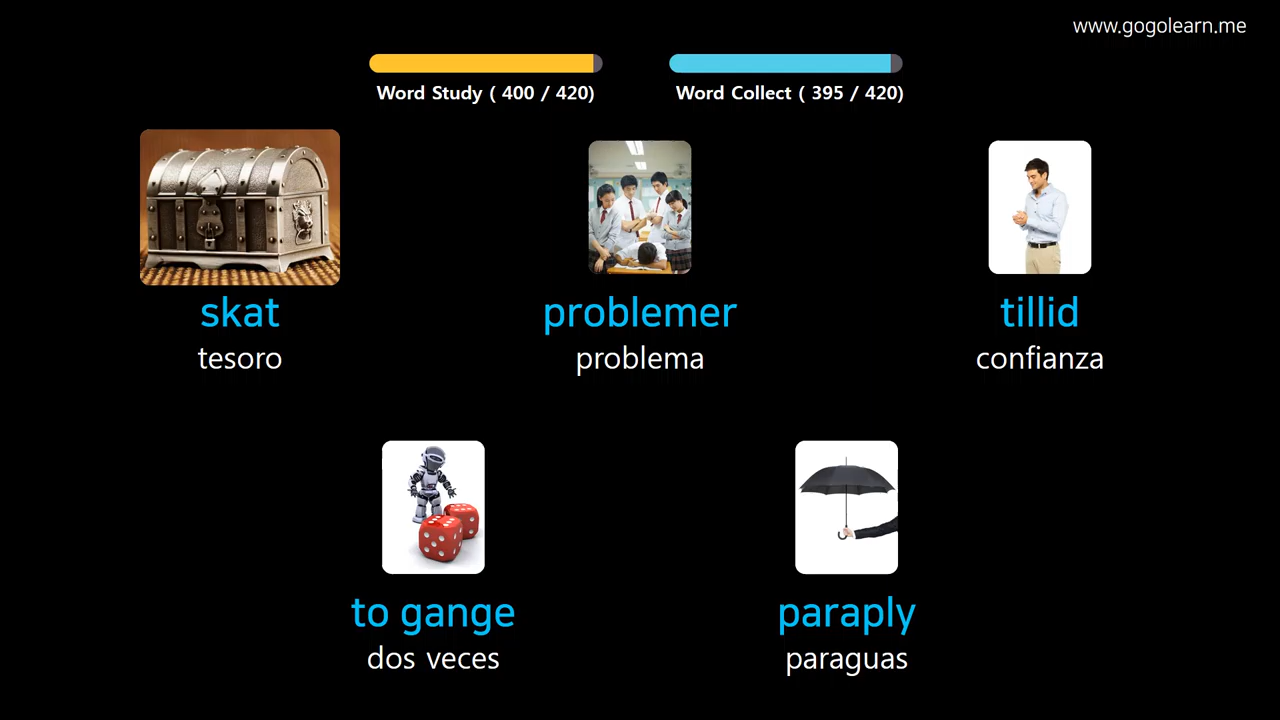 www.gogolearn.me
Word Study ( 400 / 420)
Word Collect ( 395 / 420)
skat
tesoro
problemer
problema
tillid
confianza
to gange
dos veces
paraply
paraguas